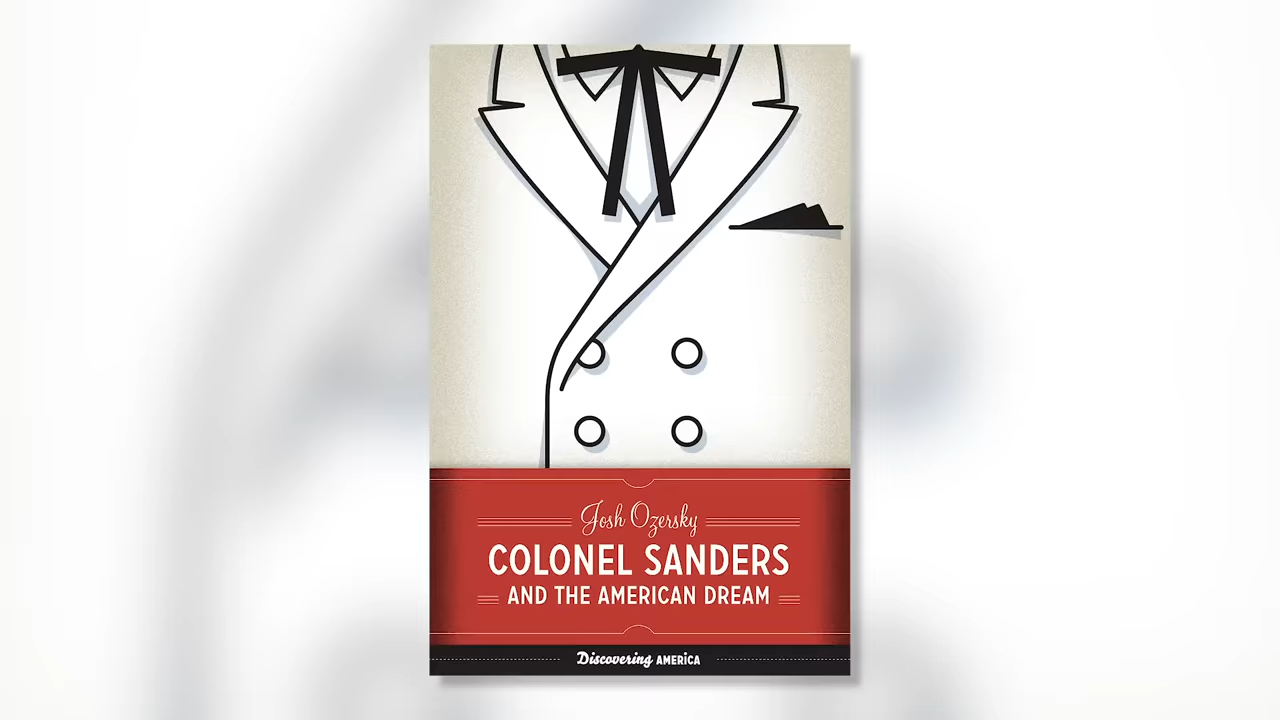 Josh Ozersky
COLONEL SANDERS
AND THE AMERICAN DREAM
Discovering AMERICA